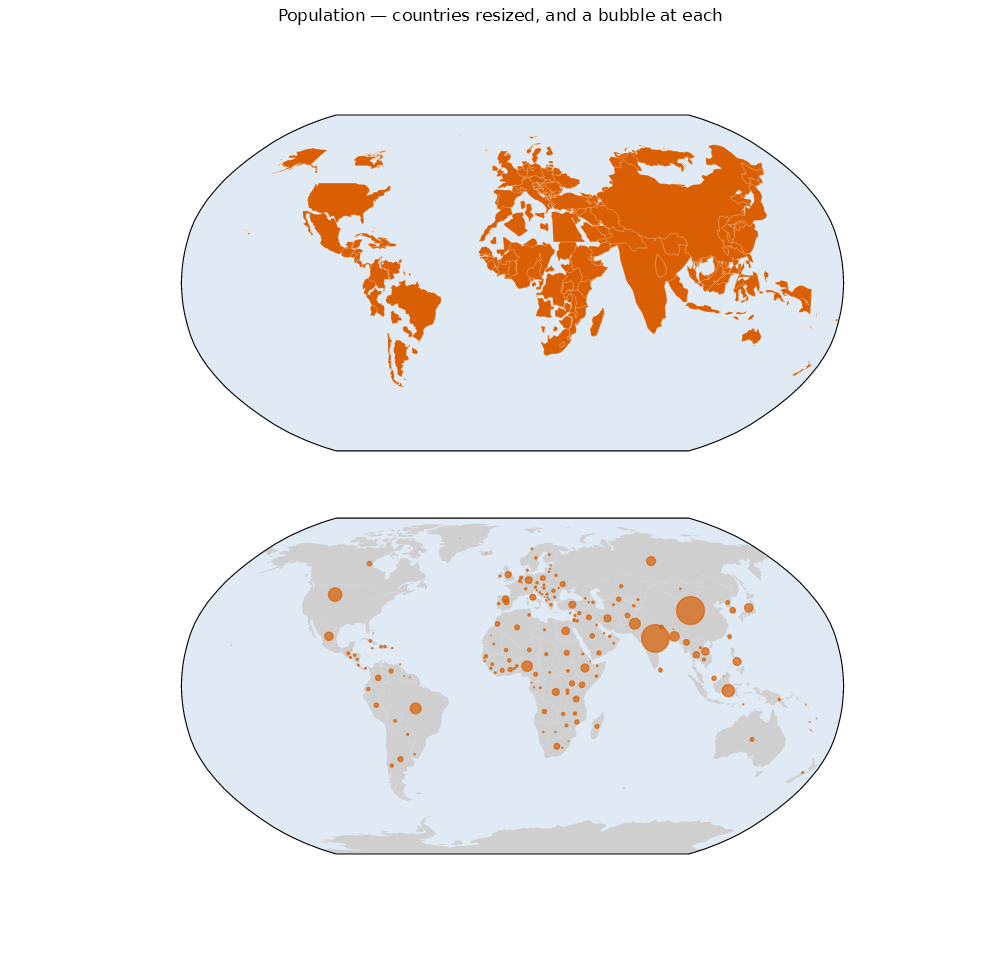 Population — countries resized, and a bubble at each